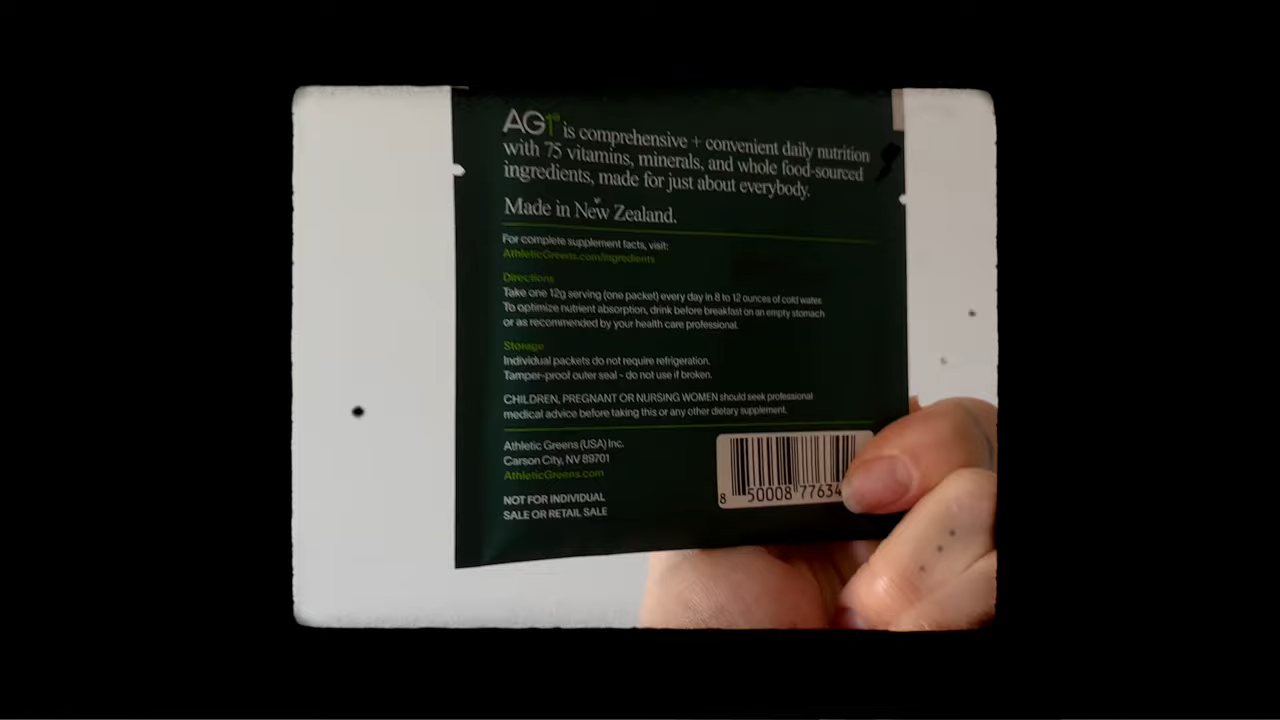 AG1® is comprehensive + convenient daily nutrition
with 75 vitamins, minerals, and whole food-sourced
ingredients, made for just about everybody.
Made in New Zealand.
For complete supplement facts, visit:
AthleticGreens.com/ingredients
Directions
Take one 12g serving (one packet) every day in 8 to 12 ounces of cold water.
To optimize nutrient absorption, drink before breakfast on an empty stomach
or as recommended by your health care professional.
Storage
Individual packets do not require refrigeration.
Tamper-proof outer seal - do not use if broken.
CHILDREN, PREGNANT OR NURSING WOMEN should seek professional
medical advice before taking this or any other dietary supplement.
Athletic Greens (USA) Inc.
Carson City, NV 89701
AthleticGreens.com
NOT FOR INDIVIDUAL
SALE OR RETAIL SALE
8 50008 77634